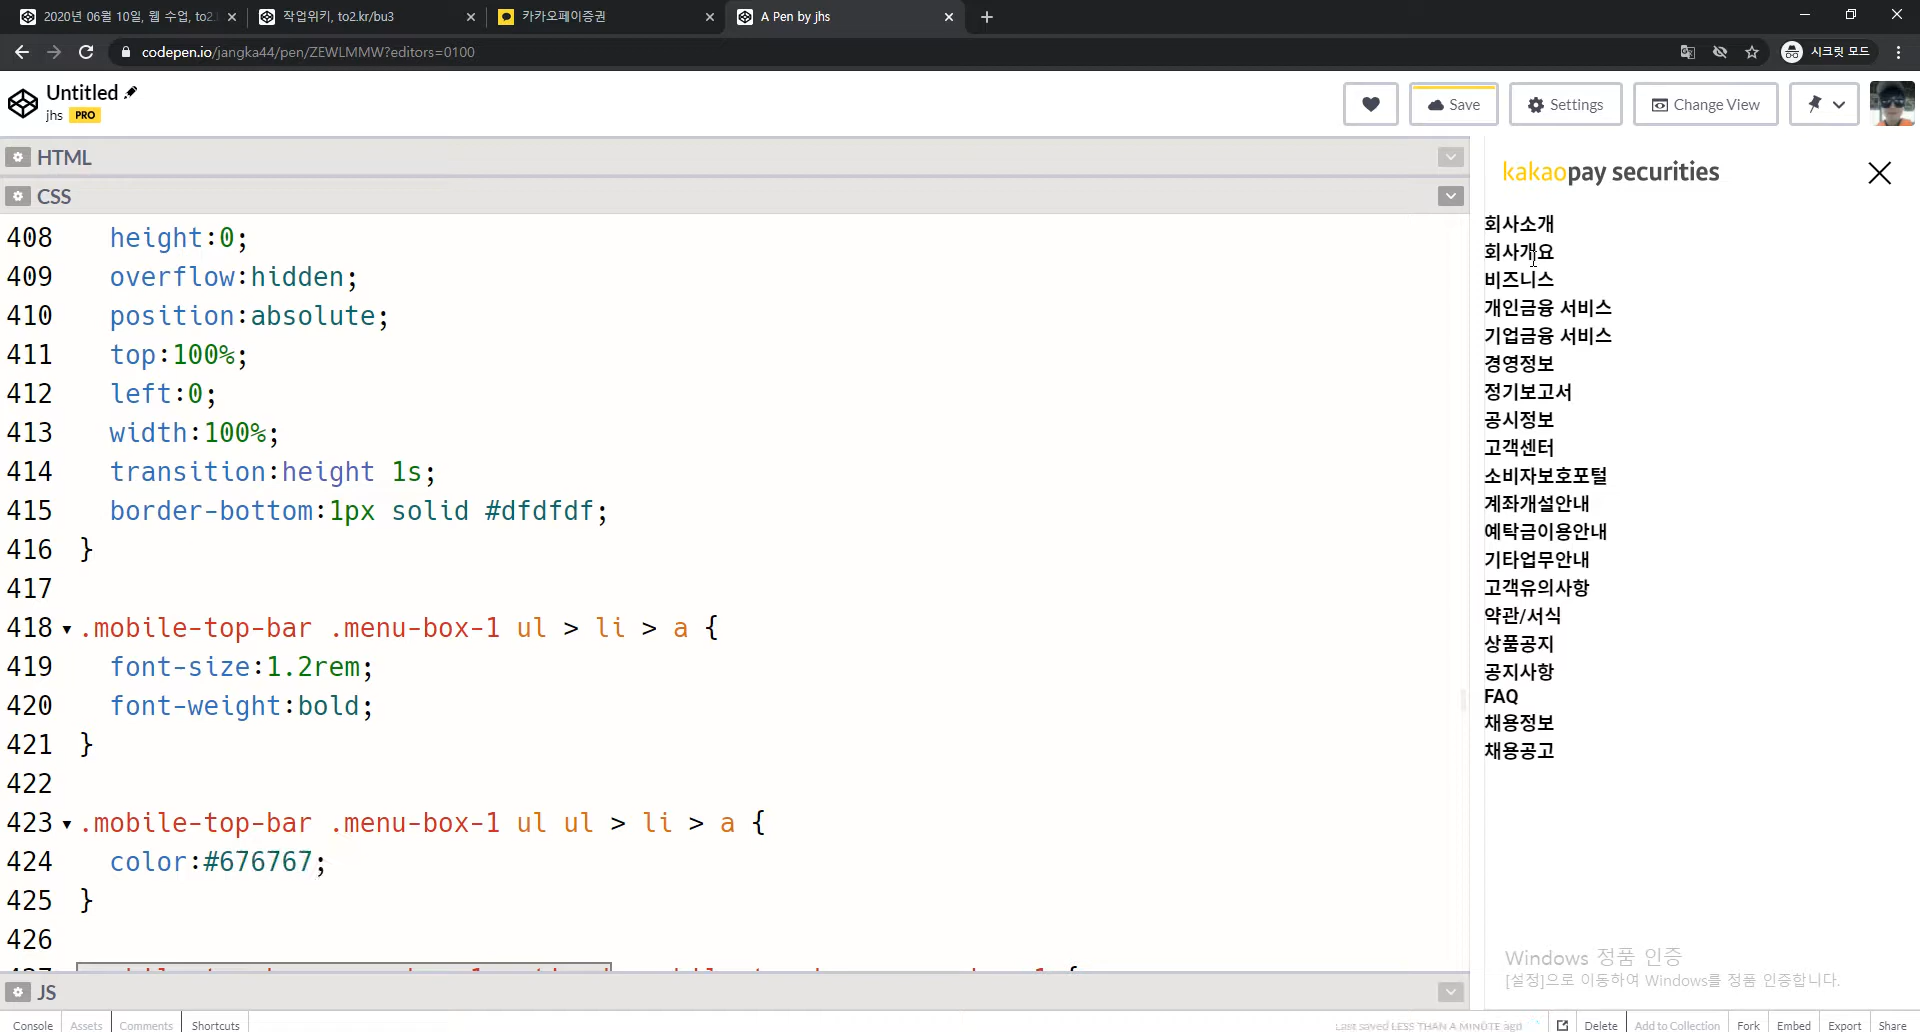 2020년 06월 10일, 웹 수업, to2.
작업위키, to2.kr/bu3
카카오페이증권
A Pen by jhs
codepen.io/jangka44/pen/ZEWLMMW?editors=0100
시크릿 모드
Untitled
jhs PRO
Save
Settings
Change View
HTML
CSS
408 height:0;
409 overflow:hidden;
410 position:absolute;
411 top:100%;
412 left:0;
413 width:100%;
414 transition:height 1s;
415 border-bottom:1px solid #dfdfdf;
416 }
417
418 .mobile-top-bar .menu-box-1 ul > li > a {
419 font-size:1.2rem;
420 font-weight:bold;
421 }
422
423 .mobile-top-bar .menu-box-1 ul ul > li > a {
424 color:#676767;
425 }
426
JS
kakaopay securities
회사소개
회사개요
비즈니스
개인금융 서비스
기업금융 서비스
경영정보
정기보고서
공시정보
고객센터
소비자보호포털
계좌개설안내
예탁금이용안내
기타업무안내
고객유의사항
약관/서식
상품공지
공지사항
FAQ
채용정보
채용공고
Windows 정품 인증
[설정]으로 이동하여 Windows를 정품 인증합니다.
Console
Assets
Comments
Shortcuts
Last saved LESS THAN A MINUTE ago
Delete
Add to Collection
Fork
Embed
Export
Share